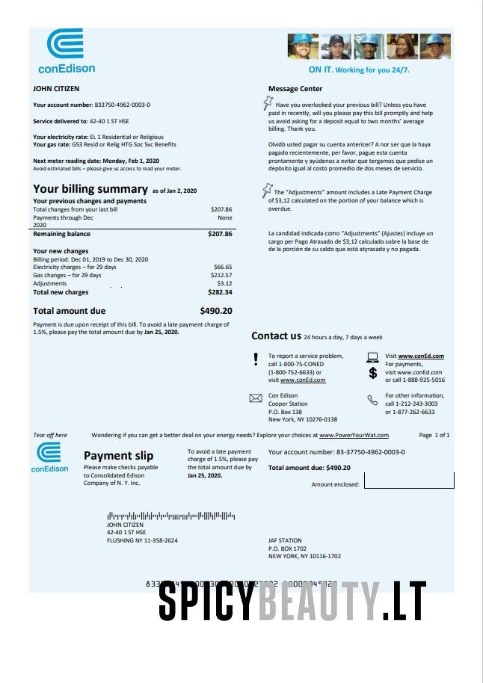 conEdison
ON IT. Working for you 24/7.
JOHN CITIZEN
Your account number: 833750-4962-0003-0
Service delivered to: 42-40 1 ST HSE
Your electricity rate: EL 1 Residential or Religious
Your gas rate: GS3 Resid or Relig HTG Soc Svc Benefits
Next meter reading date: Monday, Feb 1, 2020
Avoid estimated bills – please give us access to read your meter.
Your billing summary as of Jan 2, 2020
Your previous changes and payments
Total changes from your last bill $207.86
Payments through Dec None
2020
Remaining balance $207.86
Your new changes
Billing period: Dec 01, 2019 to Dec 30, 2020
Electricity charges – for 29 days $66.65
Gas changes – for 29 days $212.57
Adjustments $3.12
Total new charges $282.34
Total amount due $490.20
Payment is due upon receipt of this bill. To avoid a late payment charge of
1.5%, please pay the total amount due by Jan 25, 2020.
Message Center
Have you overlooked your previous bill? Unless you have
paid in recently, will you please pay this bill promptly and help
us avoid asking for a deposit equal to two months' average
billing. Thank you.
Olvido usted pagar su cuenta anterior? A nor ser que la haya
pagado recientemente, por favor, pague esta cuenta
prontamente y ayúdenos a evitar que tergamos que pedise un
depósito igual al costo promedio de dos meses de servicio.
The "Adjustments" amount includes a Late Payment Charge
of $3,12 calculated on the portion of your balance which is
overdue.
La candidad Indicada como "Adjustments" (Ajustes) incluye un
cargo per Pago Atrasado de $3,12 calculado sobre la base de
de la porción de su saldo que está atyrasada y no pagada.
Contact us 24 hours a day, 7 days a week
To report a service problem,
call 1-800-75-CONED
(1-800-752-6633) or
visit www.conEd.com
Visit www.conEd.com
For payments,
visit www.conEd.com
or call 1-888-925-5016
Con Edison
Cooper Station
P.O. Box 138
New York, NY 10276-0138
For other information,
call 1-212-243-3003
or 1-877-262-6633
Tear off here Wondering if you can get a better deal on your energy needs? Explore your choices at www.PowerYourWat.com. Page 1 of 1
conEdison
Payment slip
Please make checks payable
to Consolidated Edison
Company of N. Y. Inc.
To avoid a late payment
charge of 1.5%, please pay
the total amount due by
Jan 25, 2020.
Your account number: 83-37750-4962-0003-0
Total amount due: $490.20
Amount enclosed:
JOHN CITIZEN
42-40 1 ST HSE
FLUSHING NY 11-358-2624
JAF STATION
P.O. BOX 1702
NEW YORK, NY 10116-1702
SPICYBEAUTY.LT